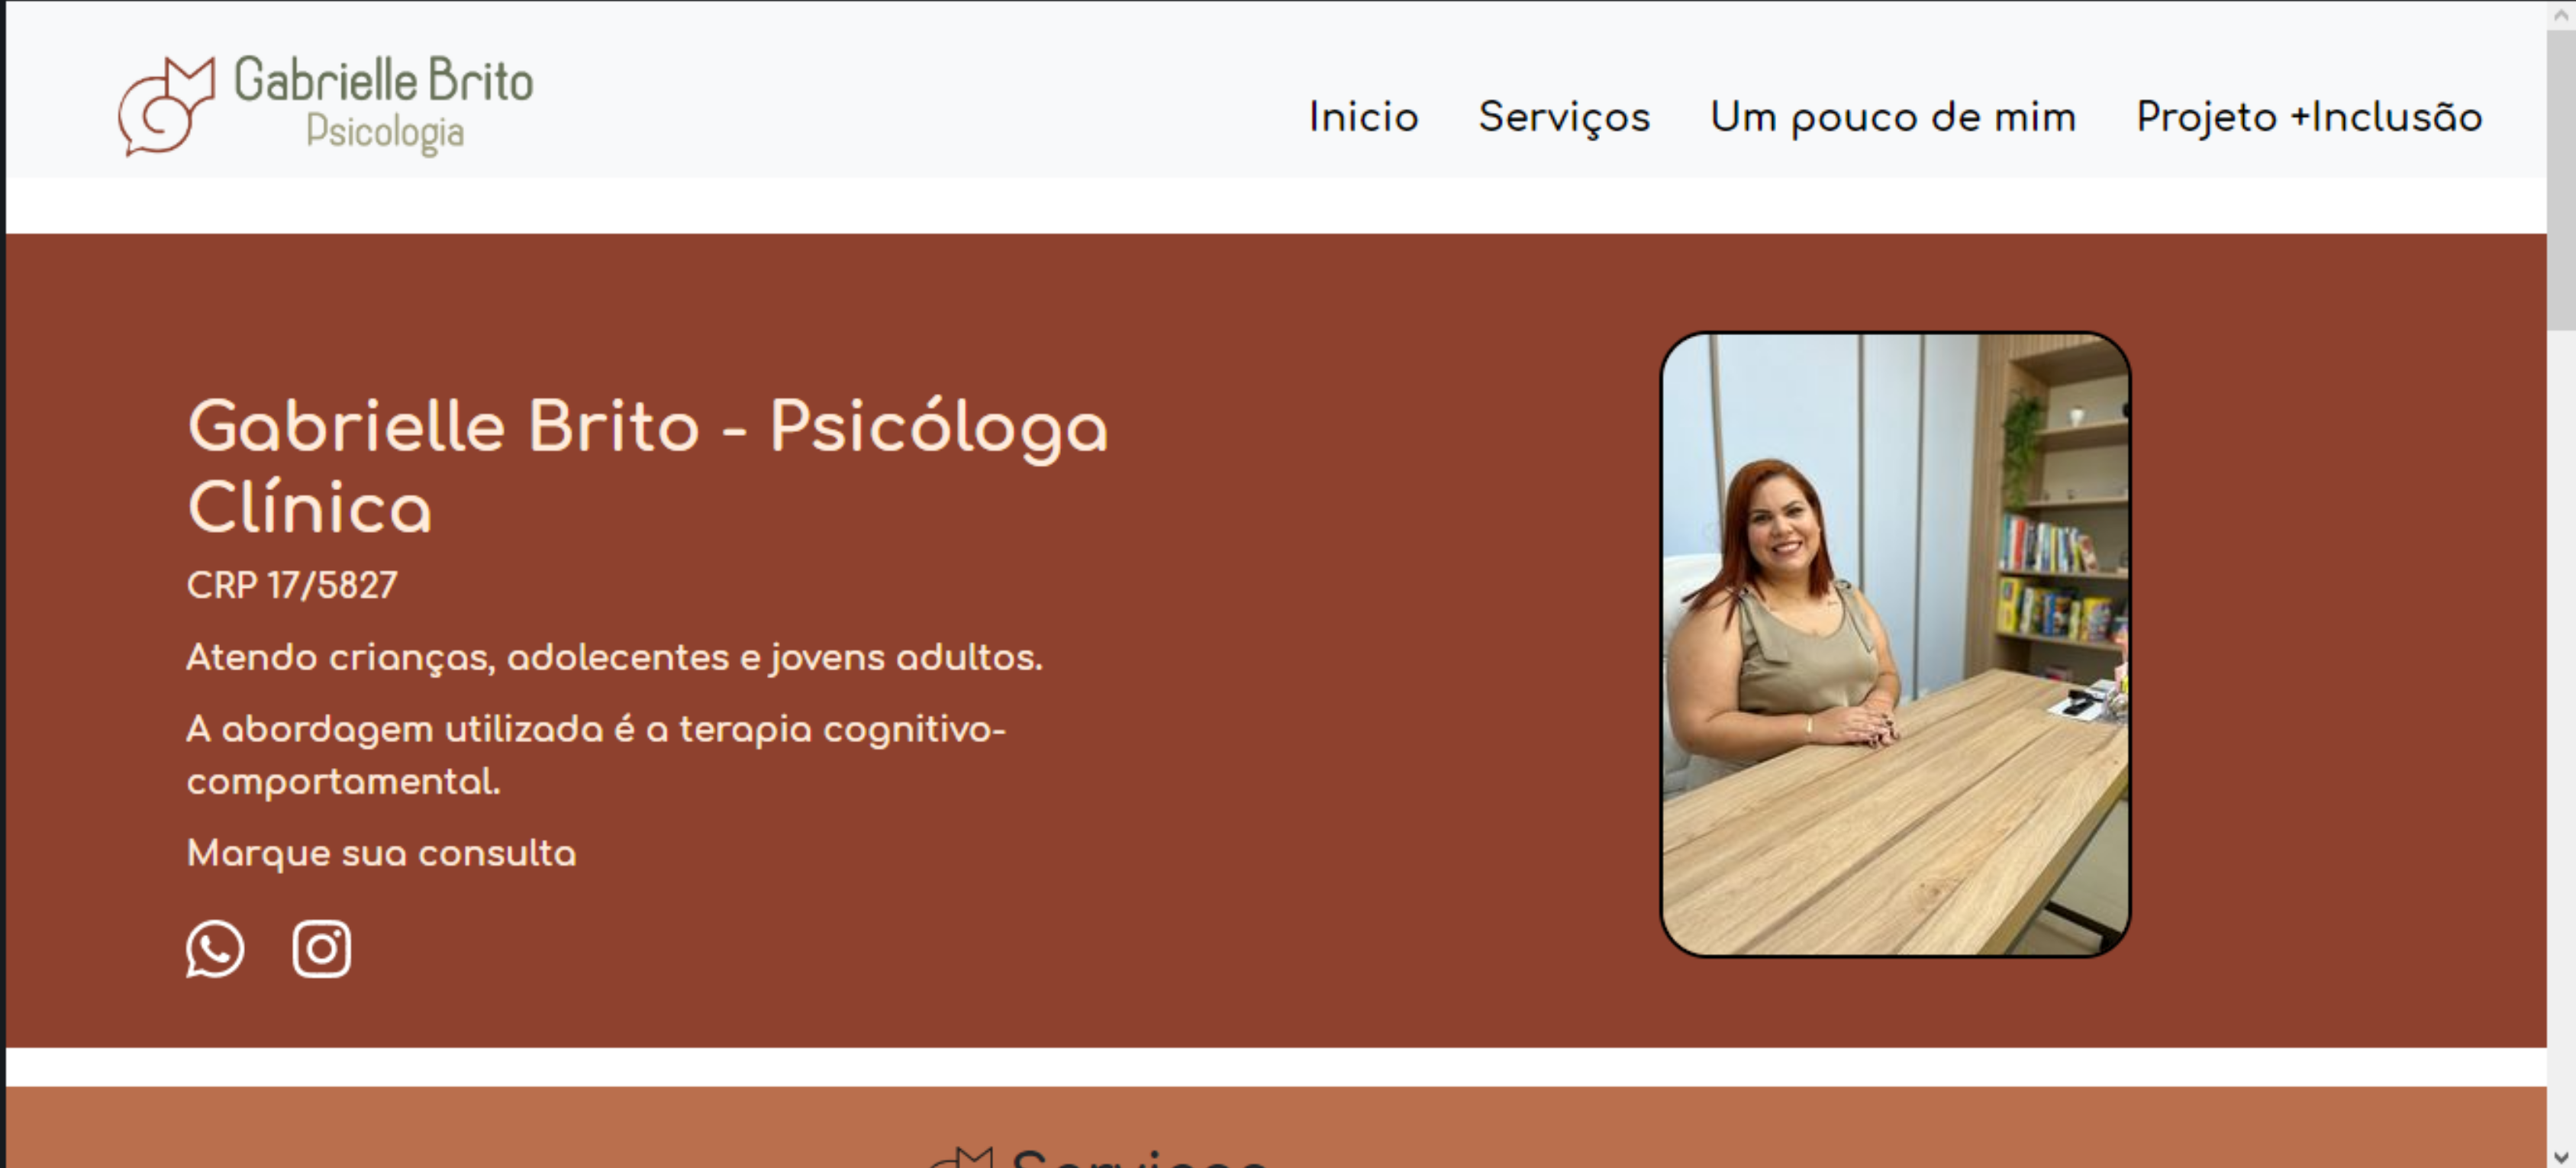 Gabrielle Brito
Psicologia
Inicio Serviços Um pouco de mim Projeto +Inclusão
Gabrielle Brito - Psicóloga
Clínica
CRP 17/5827
Atendo crianças, adolecentes e jovens adultos.
A abordagem utilizada é a terapia cognitivo-
comportamental.
Marque sua consulta
Serviços